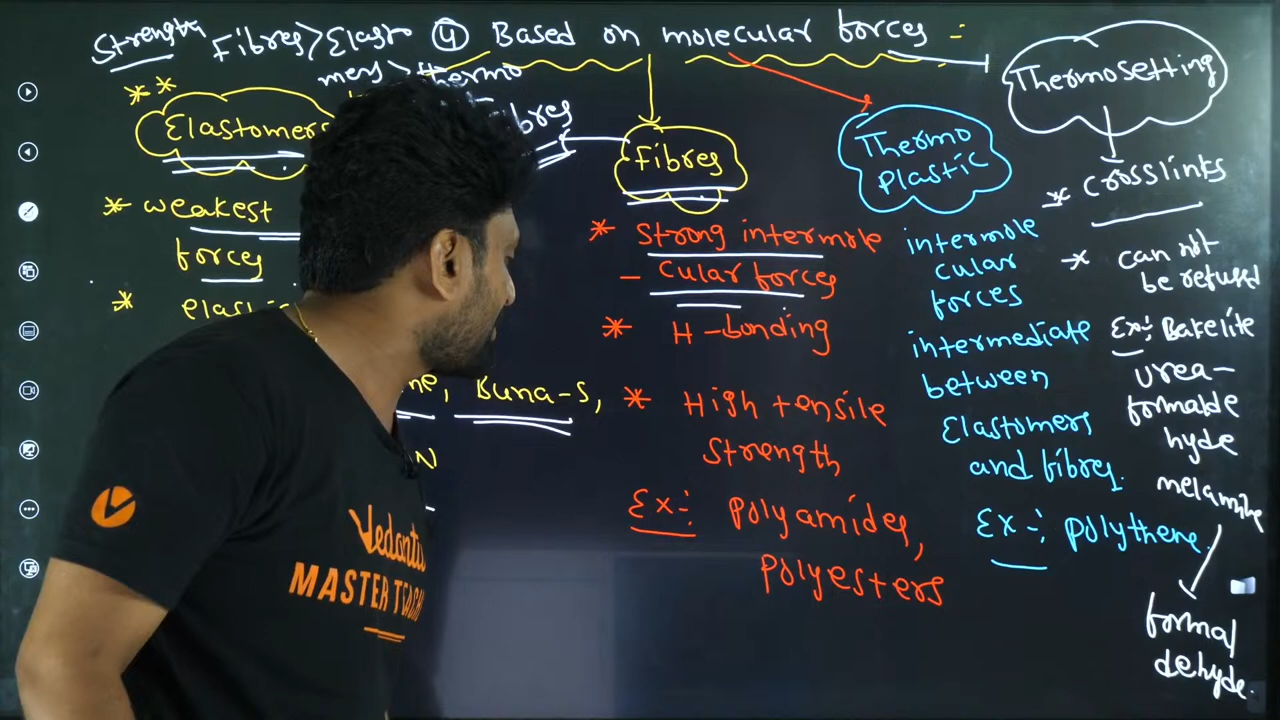 Strength Fibres>Elasto
mers>thermo
④ Based on molecular forces :-
**
Elastomers
* weakest
forces
*
Buna-S,
N
Fibres
* Strong intermole
- cular forces
* H-bonding
* High tensile
strength
Ex:- polyamides,
polyesters
Thermo
plastic
intermole
cular
forces
intermediate
between
Elastomers
and fibres.
Ex:- polythene.
Thermosetting
* crosslinks
* can not
be refused
Ex:- Bakelite
urea-
formalde
hyde
melamine
formal
dehyde.
Vedantu
MASTER TEACH